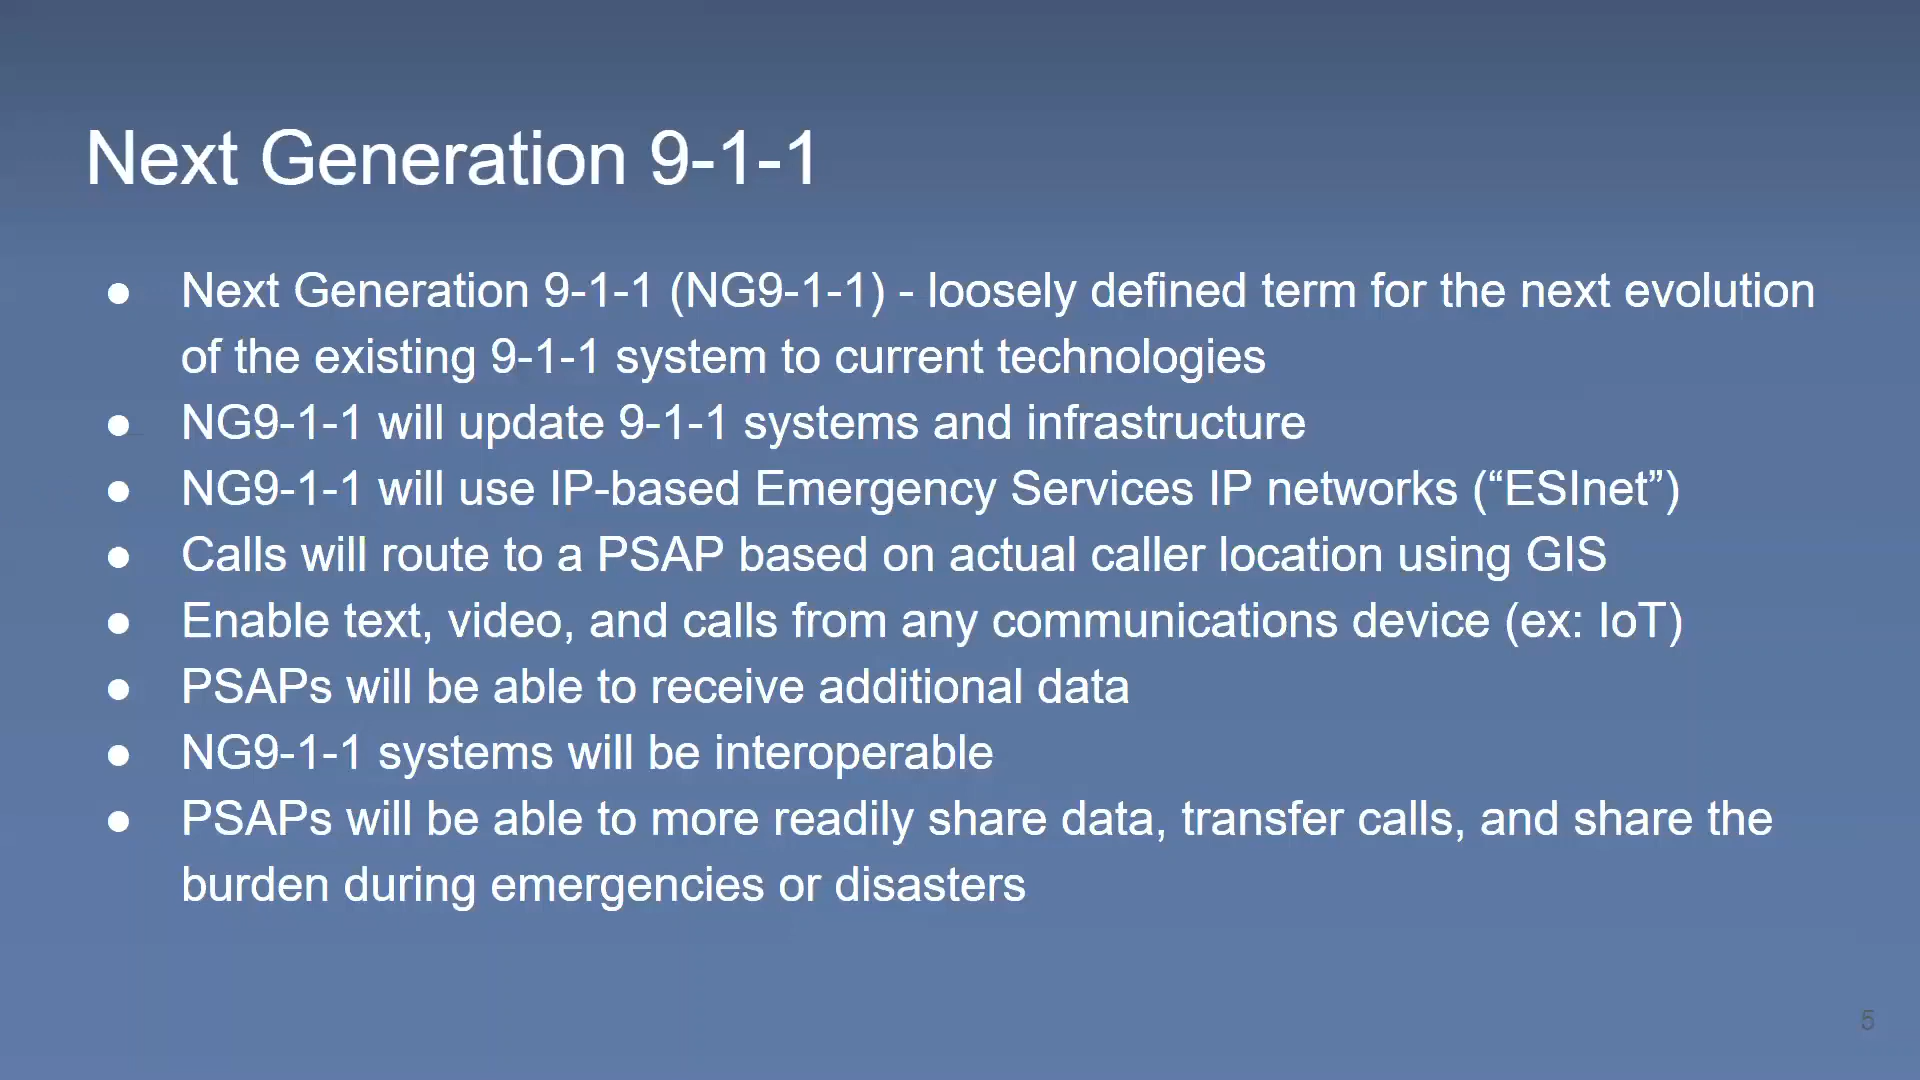 Next Generation 9-1-1
● Next Generation 9-1-1 (NG9-1-1) - loosely defined term for the next evolution
of the existing 9-1-1 system to current technologies
● NG9-1-1 will update 9-1-1 systems and infrastructure
● NG9-1-1 will use IP-based Emergency Services IP networks (“ESInet”)
● Calls will route to a PSAP based on actual caller location using GIS
● Enable text, video, and calls from any communications device (ex: IoT)
● PSAPs will be able to receive additional data
● NG9-1-1 systems will be interoperable
● PSAPs will be able to more readily share data, transfer calls, and share the
burden during emergencies or disasters
5